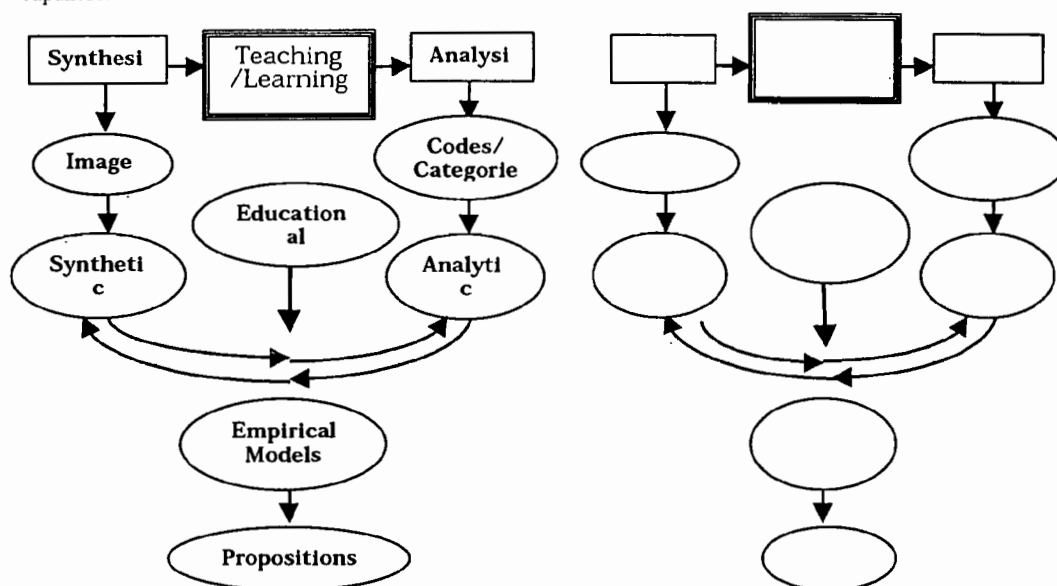 Synthesi
Teaching
/Learning
Analysi
Image
Codes/
Categorie
Education
al
Syntheti
c
Analyti
c
Empirical
Models
Propositions